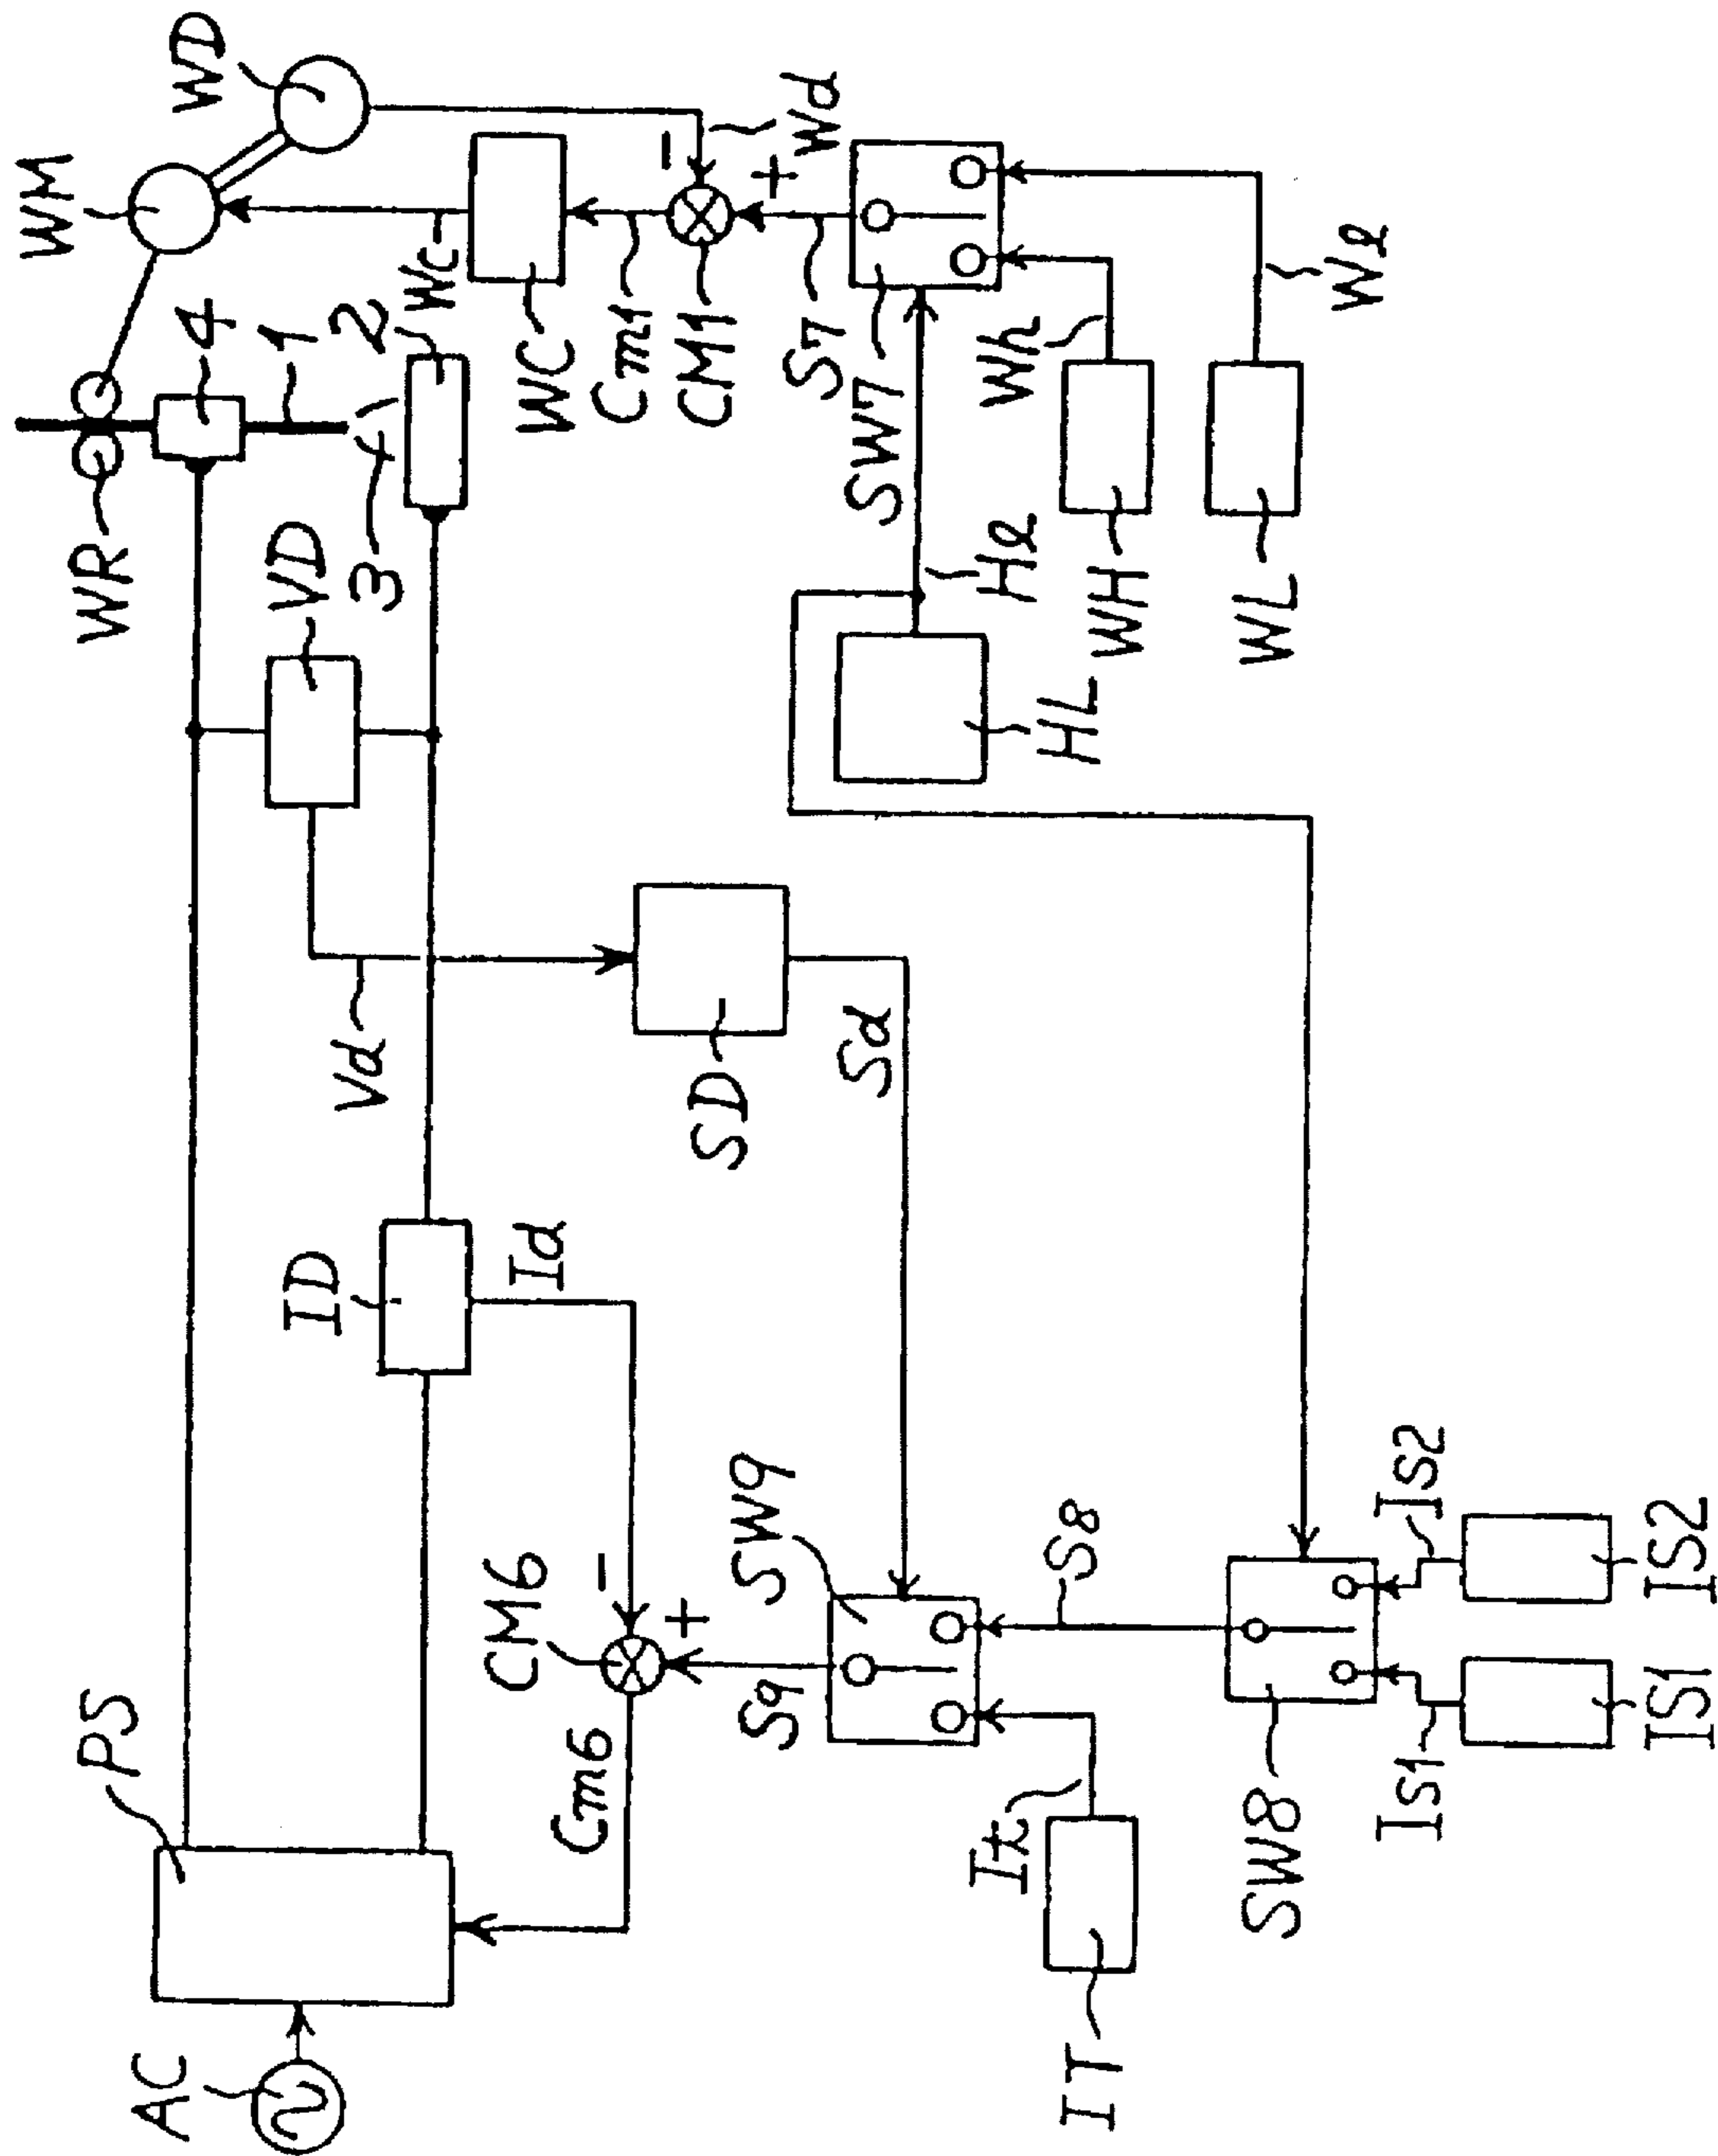 AC
PS
ID
Id
CM6
Cm6
-
+
S9
SW9
It
IT
S8
SW8
Is1
IS1
Is2
IS2
Vd
VD
SD
Sd
WR
3
4
1
2
WM
WD
Wc
WC
Cm1
CM1
-
+
Wd
S7
SW7
Hl
HL
Wh
WH
Wl
WL